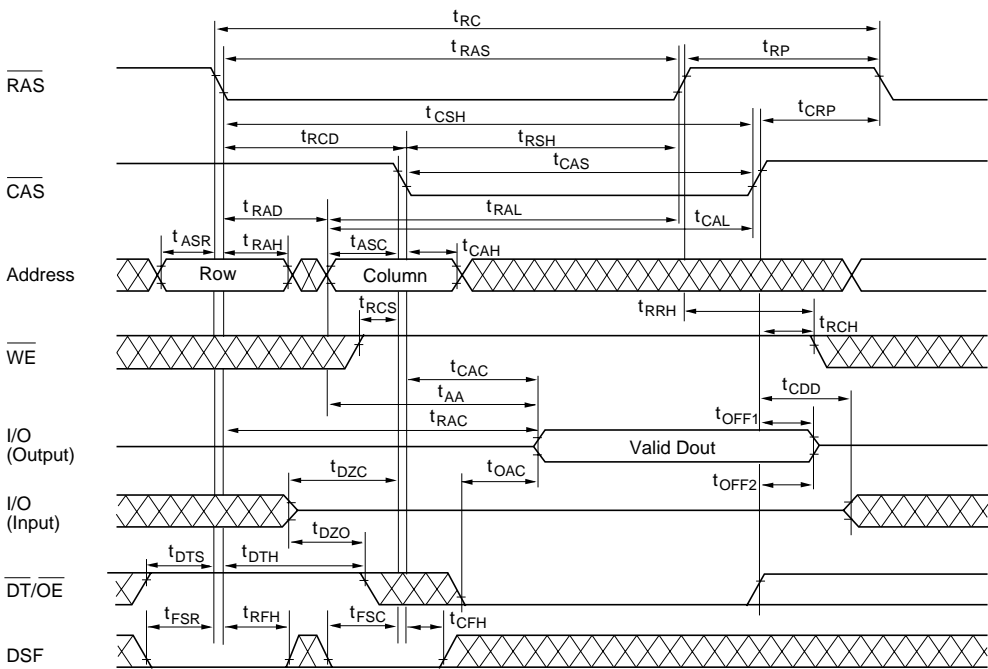 tRC
tRAS tRP
RAS
tCSH tCRP
tRCD tRSH
tCAS
CAS
tRAD tRAL
tCAL
tASR tRAH tASC tCAH
Address Row Column
tRCS tRRH
tRCH
WE
tCAC tCDD
tAA
tRAC tOFF1
I/O
(Output) Valid Dout
tDZC tOAC tOFF2
I/O
(Input)
tDZO
tDTS tDTH
DT/OE
tFSR tRFH tFSC tCFH
DSF